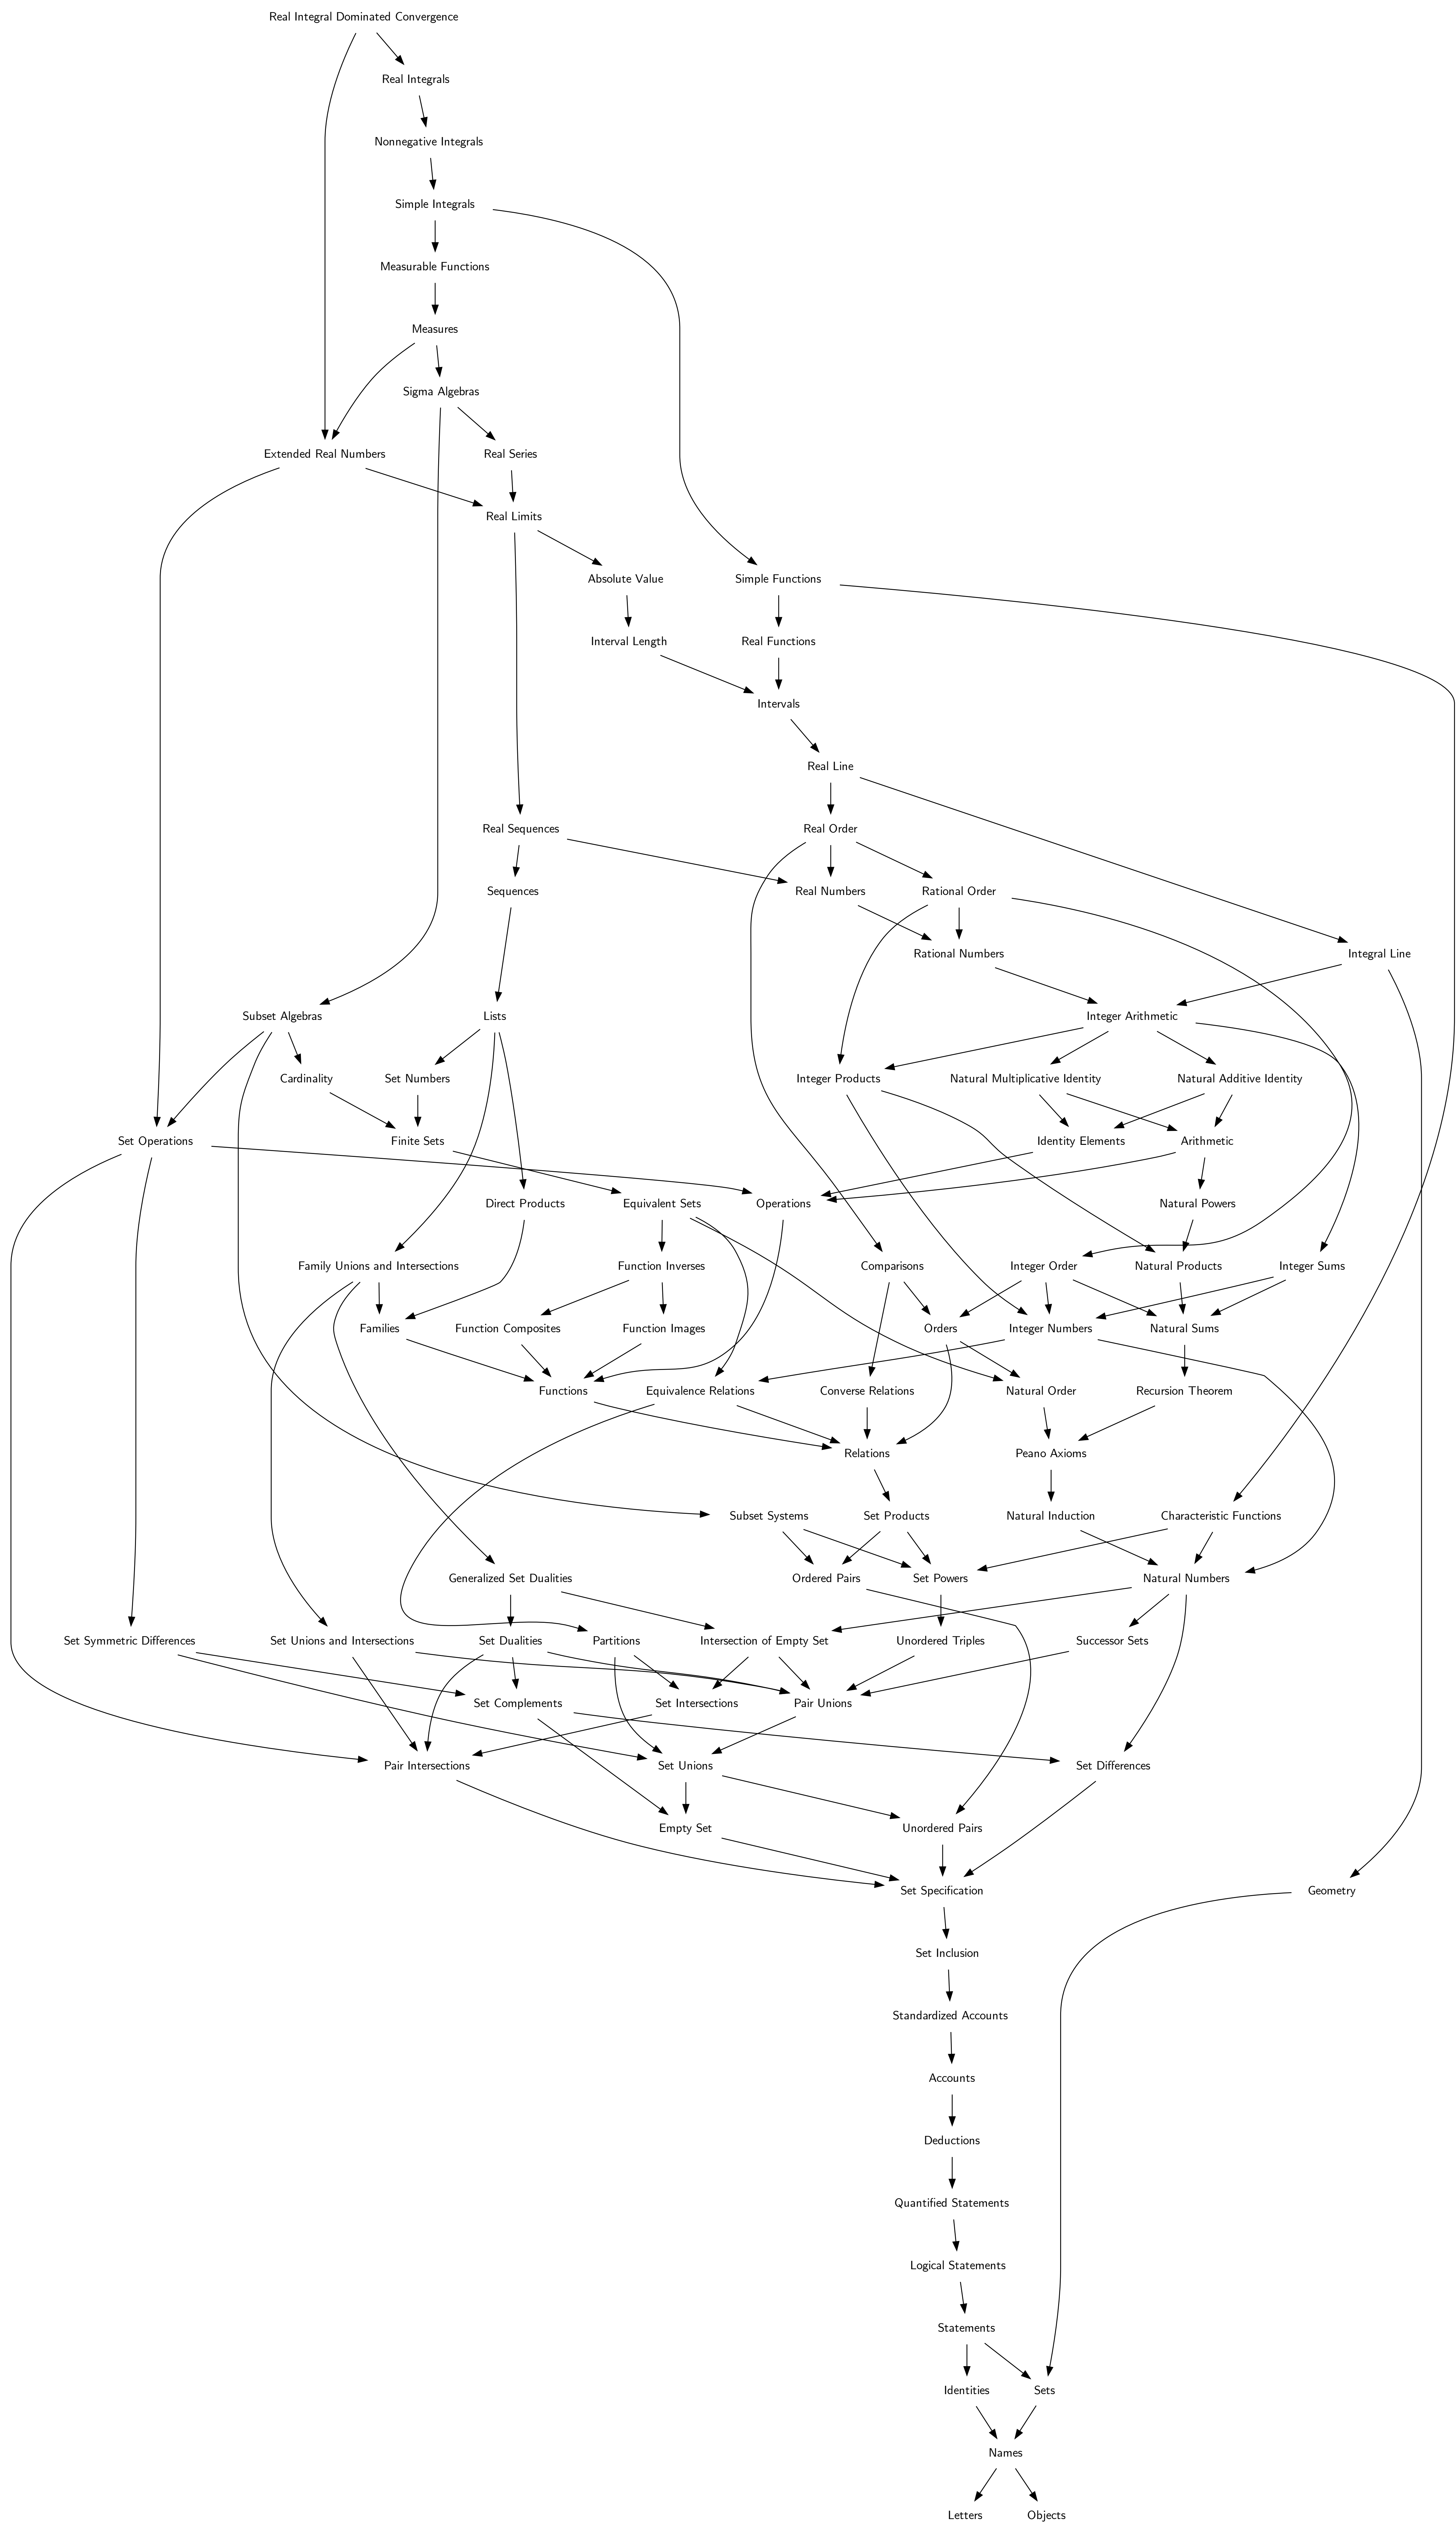 Real Integral Dominated Convergence
Real Integrals
Nonnegative Integrals
Simple Integrals
Measurable Functions
Measures
Sigma Algebras
Extended Real Numbers
Real Series
Real Limits
Absolute Value
Simple Functions
Interval Length
Real Functions
Intervals
Real Line
Real Sequences
Real Order
Sequences
Real Numbers
Rational Order
Rational Numbers
Integral Line
Subset Algebras
Lists
Integer Arithmetic
Cardinality
Set Numbers
Integer Products
Natural Multiplicative Identity
Natural Additive Identity
Set Operations
Finite Sets
Identity Elements
Arithmetic
Direct Products
Equivalent Sets
Operations
Natural Powers
Family Unions and Intersections
Function Inverses
Comparisons
Integer Order
Natural Products
Integer Sums
Families
Function Composites
Function Images
Orders
Integer Numbers
Natural Sums
Functions
Equivalence Relations
Converse Relations
Natural Order
Recursion Theorem
Relations
Peano Axioms
Subset Systems
Set Products
Natural Induction
Characteristic Functions
Generalized Set Dualities
Ordered Pairs
Set Powers
Natural Numbers
Set Symmetric Differences
Set Unions and Intersections
Set Dualities
Partitions
Intersection of Empty Set
Unordered Triples
Successor Sets
Set Complements
Set Intersections
Pair Unions
Pair Intersections
Set Unions
Set Differences
Empty Set
Unordered Pairs
Set Specification
Geometry
Set Inclusion
Standardized Accounts
Accounts
Deductions
Quantified Statements
Logical Statements
Statements
Identities
Sets
Names
Letters
Objects